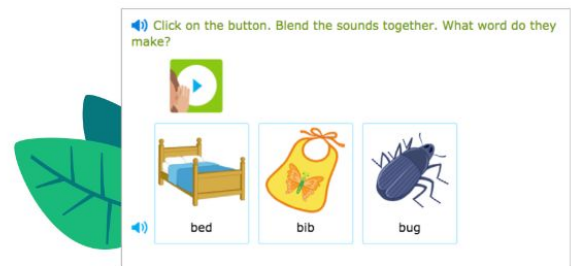 Click on the button. Blend the sounds together. What word do they
make?
bed bib bug